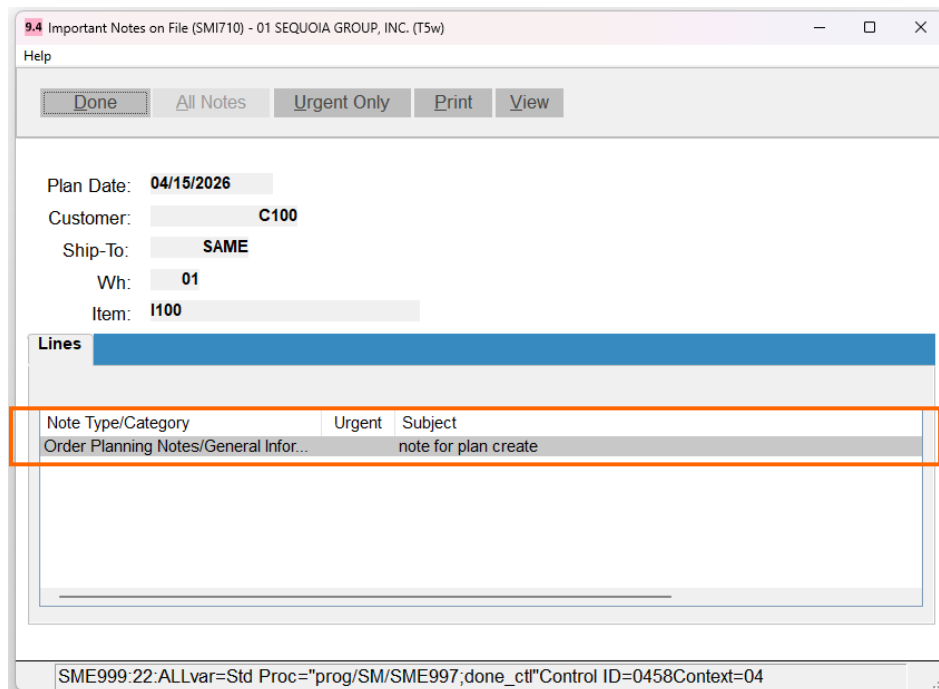 9.4 Important Notes on File (SMI710) - 01 SEQUOIA GROUP, INC. (T5w)
Help
Done All Notes Urgent Only Print View
Plan Date: 04/15/2026
Customer: C100
Ship-To: SAME
Wh: 01
Item: I100
Lines
Note Type/Category Urgent Subject
Order Planning Notes/General Infor... note for plan create
SME999:22:ALLvar=Std Proc="prog/SM/SME997;done_ctl"Control ID=0458Context=04